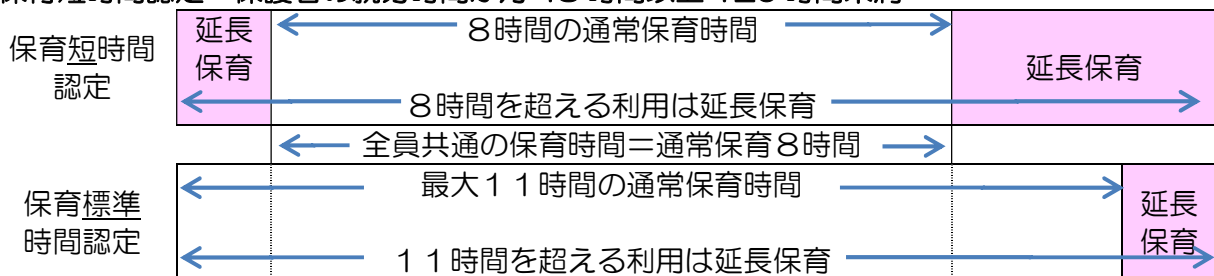 保育短時間
認定
延長
保育
8時間の通常保育時間
延長保育
8時間を超える利用は延長保育
全員共通の保育時間＝通常保育8時間
保育標準
時間認定
最大11時間の通常保育時間
延長
保育
11時間を超える利用は延長保育